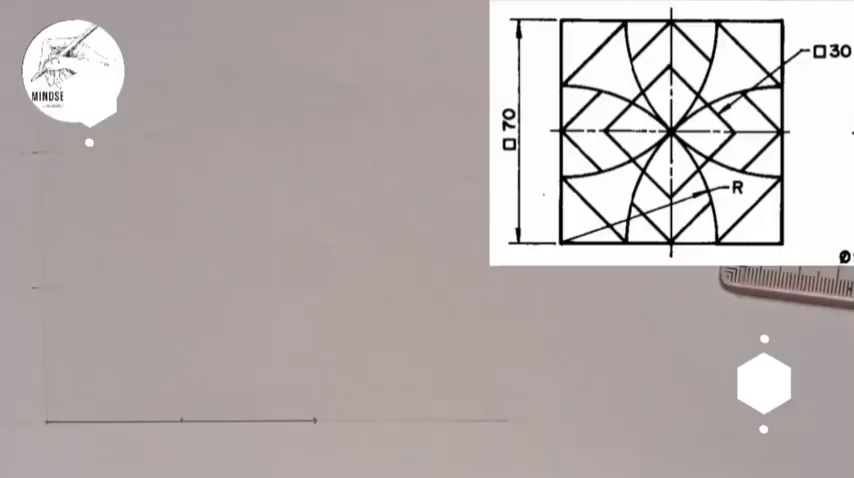 MINDSE
□ 70
□ 30
R
Ø